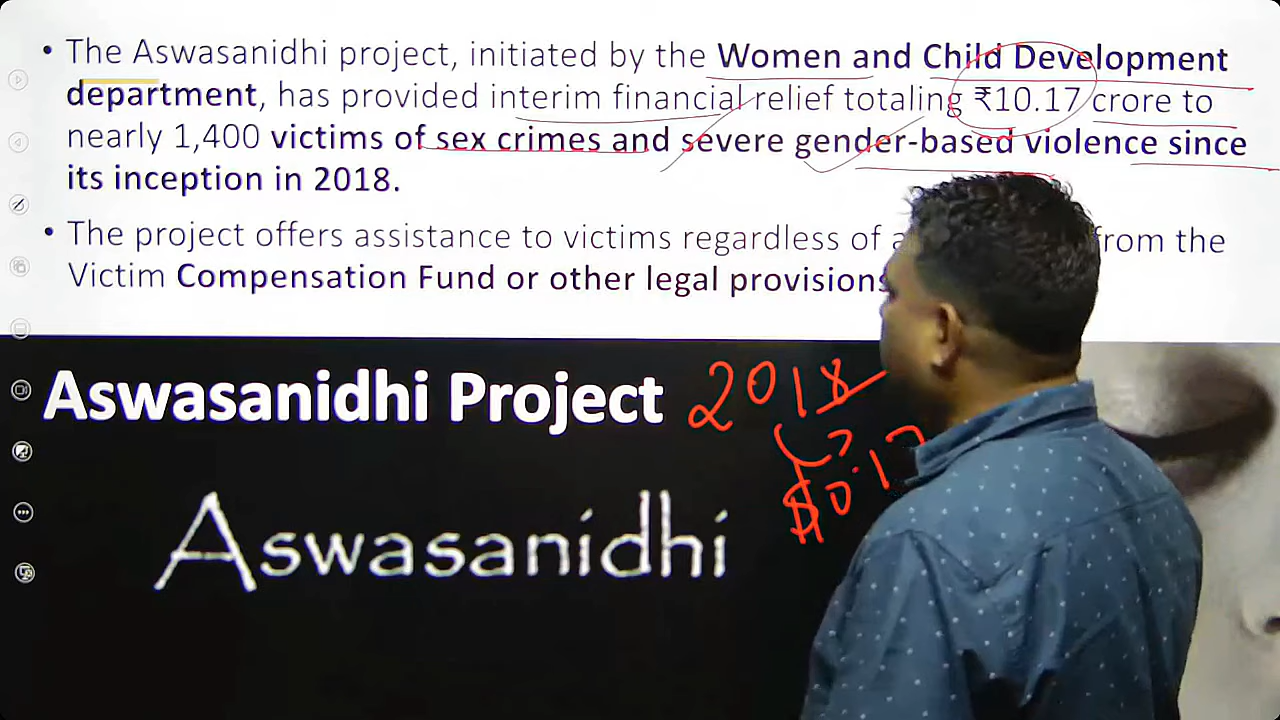 • The Aswasanidhi project, initiated by the Women and Child Development
department, has provided interim financial relief totaling ₹10.17 crore to
nearly 1,400 victims of sex crimes and severe gender-based violence since
its inception in 2018.
• The project offers assistance to victims regardless of a from the
Victim Compensation Fund or other legal provisions
Aswasanidhi Project 2018
Aswasanidhi